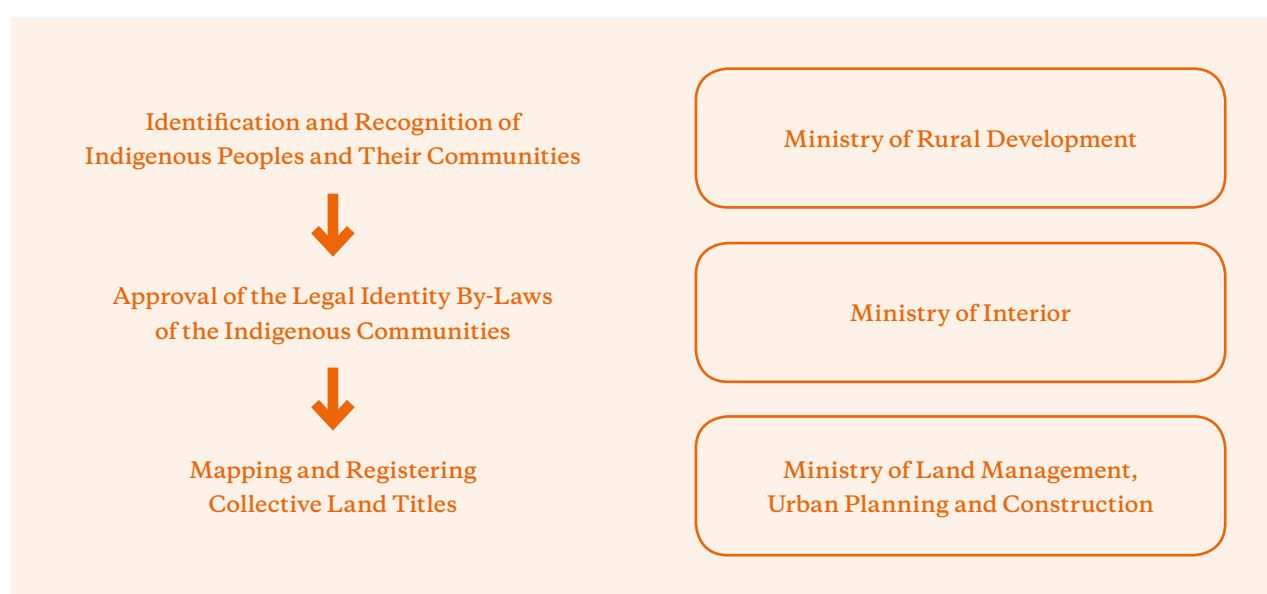 Identification and Recognition of
Indigenous Peoples and Their Communities
Ministry of Rural Development
Approval of the Legal Identity By-Laws
of the Indigenous Communities
Ministry of Interior
Mapping and Registering
Collective Land Titles
Ministry of Land Management,
Urban Planning and Construction